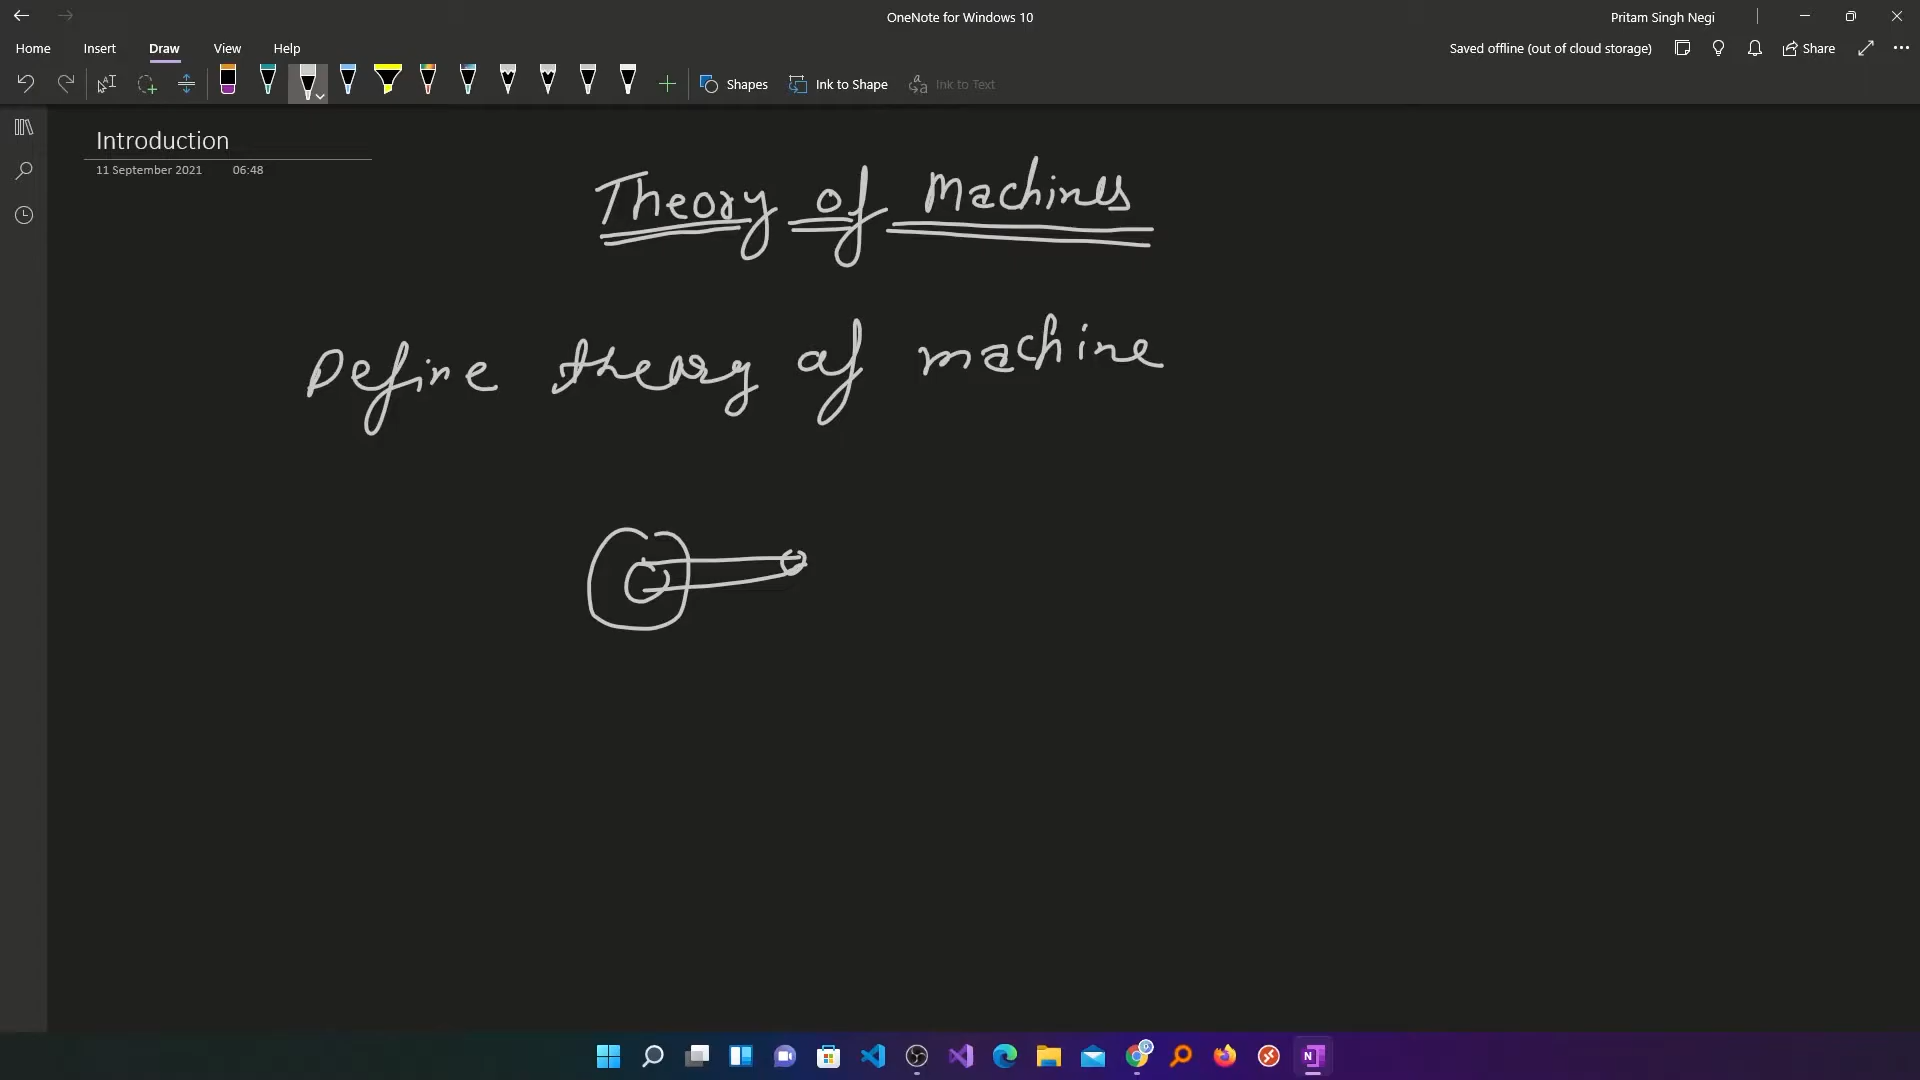 OneNote for Windows 10
Pritam Singh Negi
Home Insert Draw View Help
Saved offline (out of cloud storage)
Share
Shapes
Ink to Shape
Ink to Text
Introduction
11 September 2021 06:48
Theory of Machines
Define theory of machine